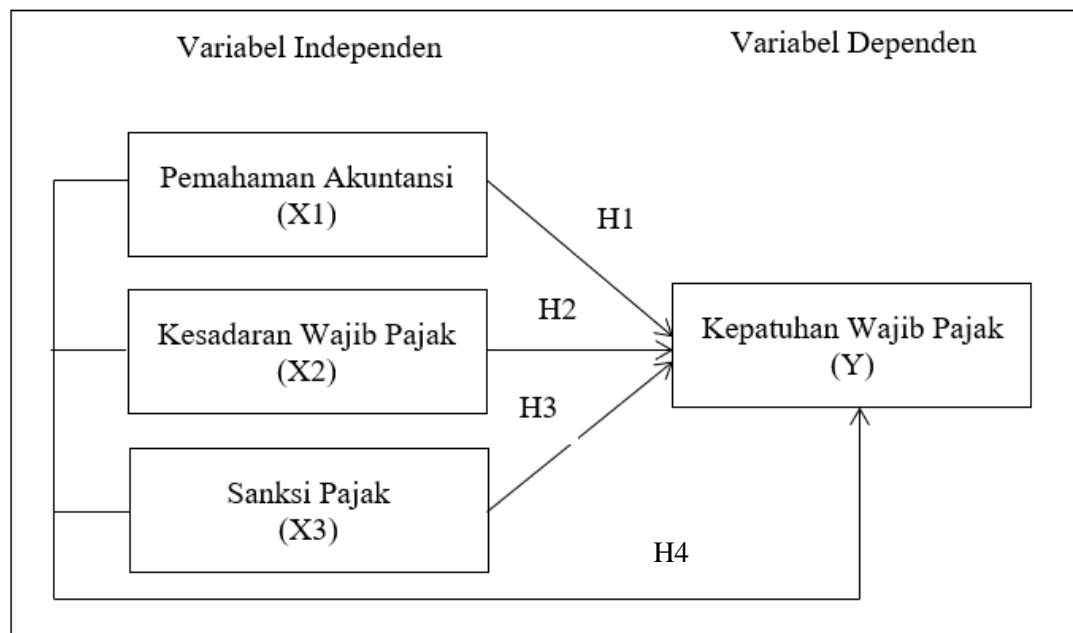 Variabel Independen
Variabel Dependen
Pemahaman Akuntansi
(X1)
H1
H2
Kesadaran Wajib Pajak
(X2)
Kepatuhan Wajib Pajak
(Y)
H3
Sanksi Pajak
(X3)
H4